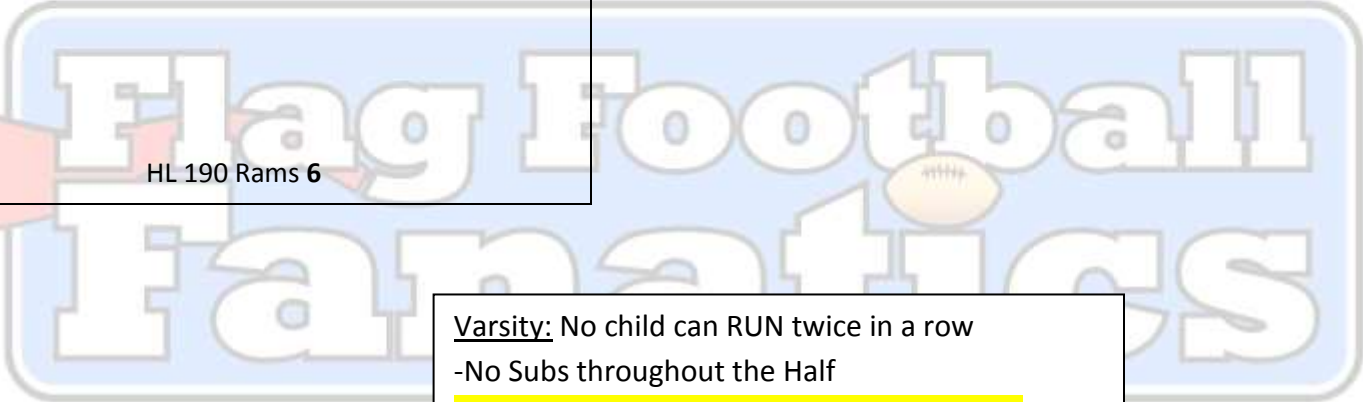 Flag Football
HL 190 Rams 6
Fanatics
Varsity: No child can RUN twice in a row
-No Subs throughout the Half